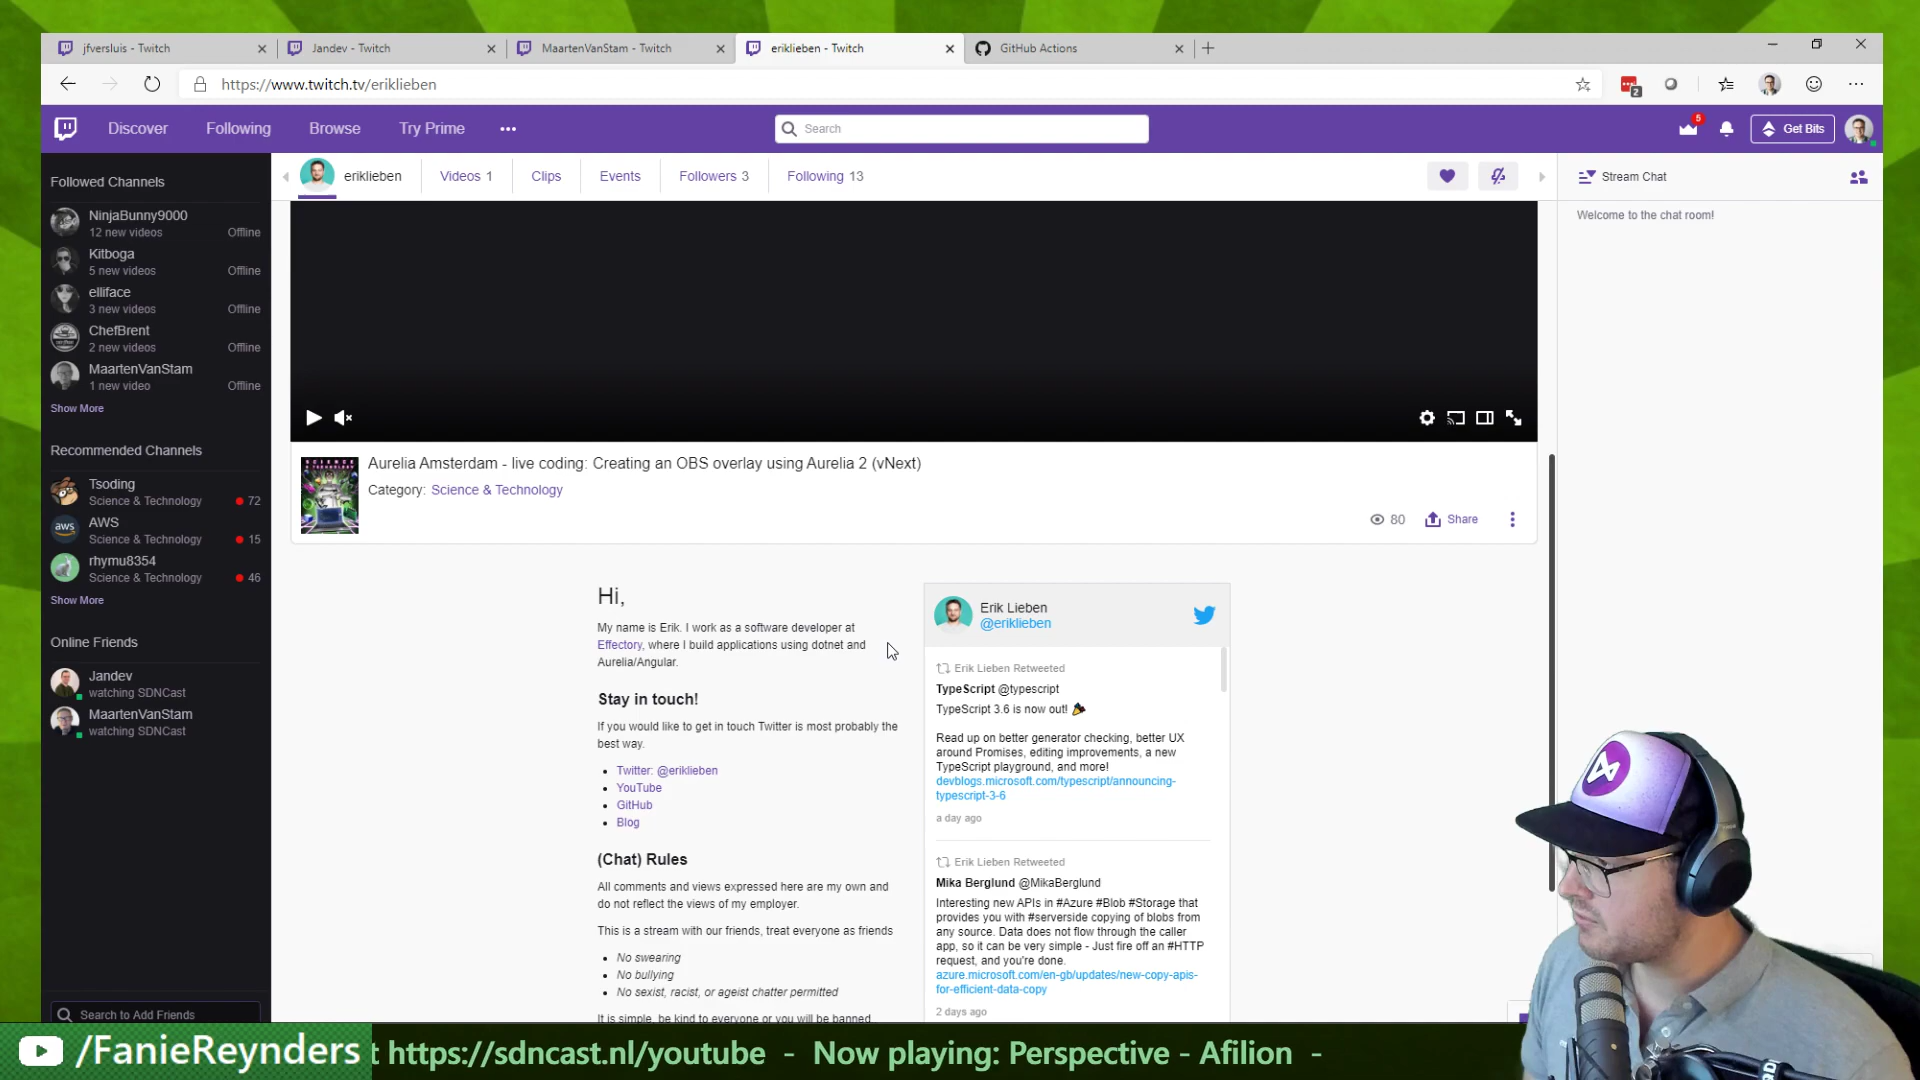 jfversluis - Twitch
Jandev - Twitch
MaartenVanStam - Twitch
eriklieben - Twitch
GitHub Actions
https://www.twitch.tv/eriklieben
2
Discover
Following
Browse
Try Prime
Search
5
Get Bits
Followed Channels
NinjaBunny9000
12 new videos
Offline
Kitboga
5 new videos
Offline
elliface
3 new videos
Offline
ChefBrent
2 new videos
Offline
MaartenVanStam
1 new video
Offline
Show More
Recommended Channels
Tsoding
Science & Technology
72
aws
AWS
Science & Technology
15
rhymu8354
Science & Technology
46
Show More
Online Friends
Jandev
watching SDNCast
MaartenVanStam
watching SDNCast
Search to Add Friends
eriklieben
Videos 1
Clips
Events
Followers 3
Following 13
Stream Chat
Welcome to the chat room!
SCIENCE
Aurelia Amsterdam - live coding: Creating an OBS overlay using Aurelia 2 (vNext)
Category: Science & Technology
80
Share
Hi,
My name is Erik. I work as a software developer at
Effectory, where I build applications using dotnet and
Aurelia/Angular.
Stay in touch!
If you would like to get in touch Twitter is most probably the
best way.
• Twitter: @eriklieben
• YouTube
• GitHub
• Blog
(Chat) Rules
All comments and views expressed here are my own and
do not reflect the views of my employer.
This is a stream with our friends, treat everyone as friends
• No swearing
• No bullying
• No sexist, racist, or ageist chatter permitted
It is simple, be kind to everyone or you will be banned
Erik Lieben
@eriklieben
Erik Lieben Retweeted
TypeScript @typescript
TypeScript 3.6 is now out!
Read up on better generator checking, better UX
around Promises, editing improvements, a new
TypeScript playground, and more!
devblogs.microsoft.com/typescript/announcing-
typescript-3-6
a day ago
Erik Lieben Retweeted
Mika Berglund @MikaBerglund
Interesting new APIs in #Azure #Blob #Storage that
provides you with #serverside copying of blobs from
any source. Data does not flow through the caller
app, so it can be very simple - Just fire off an #HTTP
request, and you're done.
azure.microsoft.com/en-gb/updates/new-copy-apis-
for-efficient-data-copy
2 days ago
/FanieReynders
t https://sdncast.nl/youtube - Now playing: Perspective - Afilion -